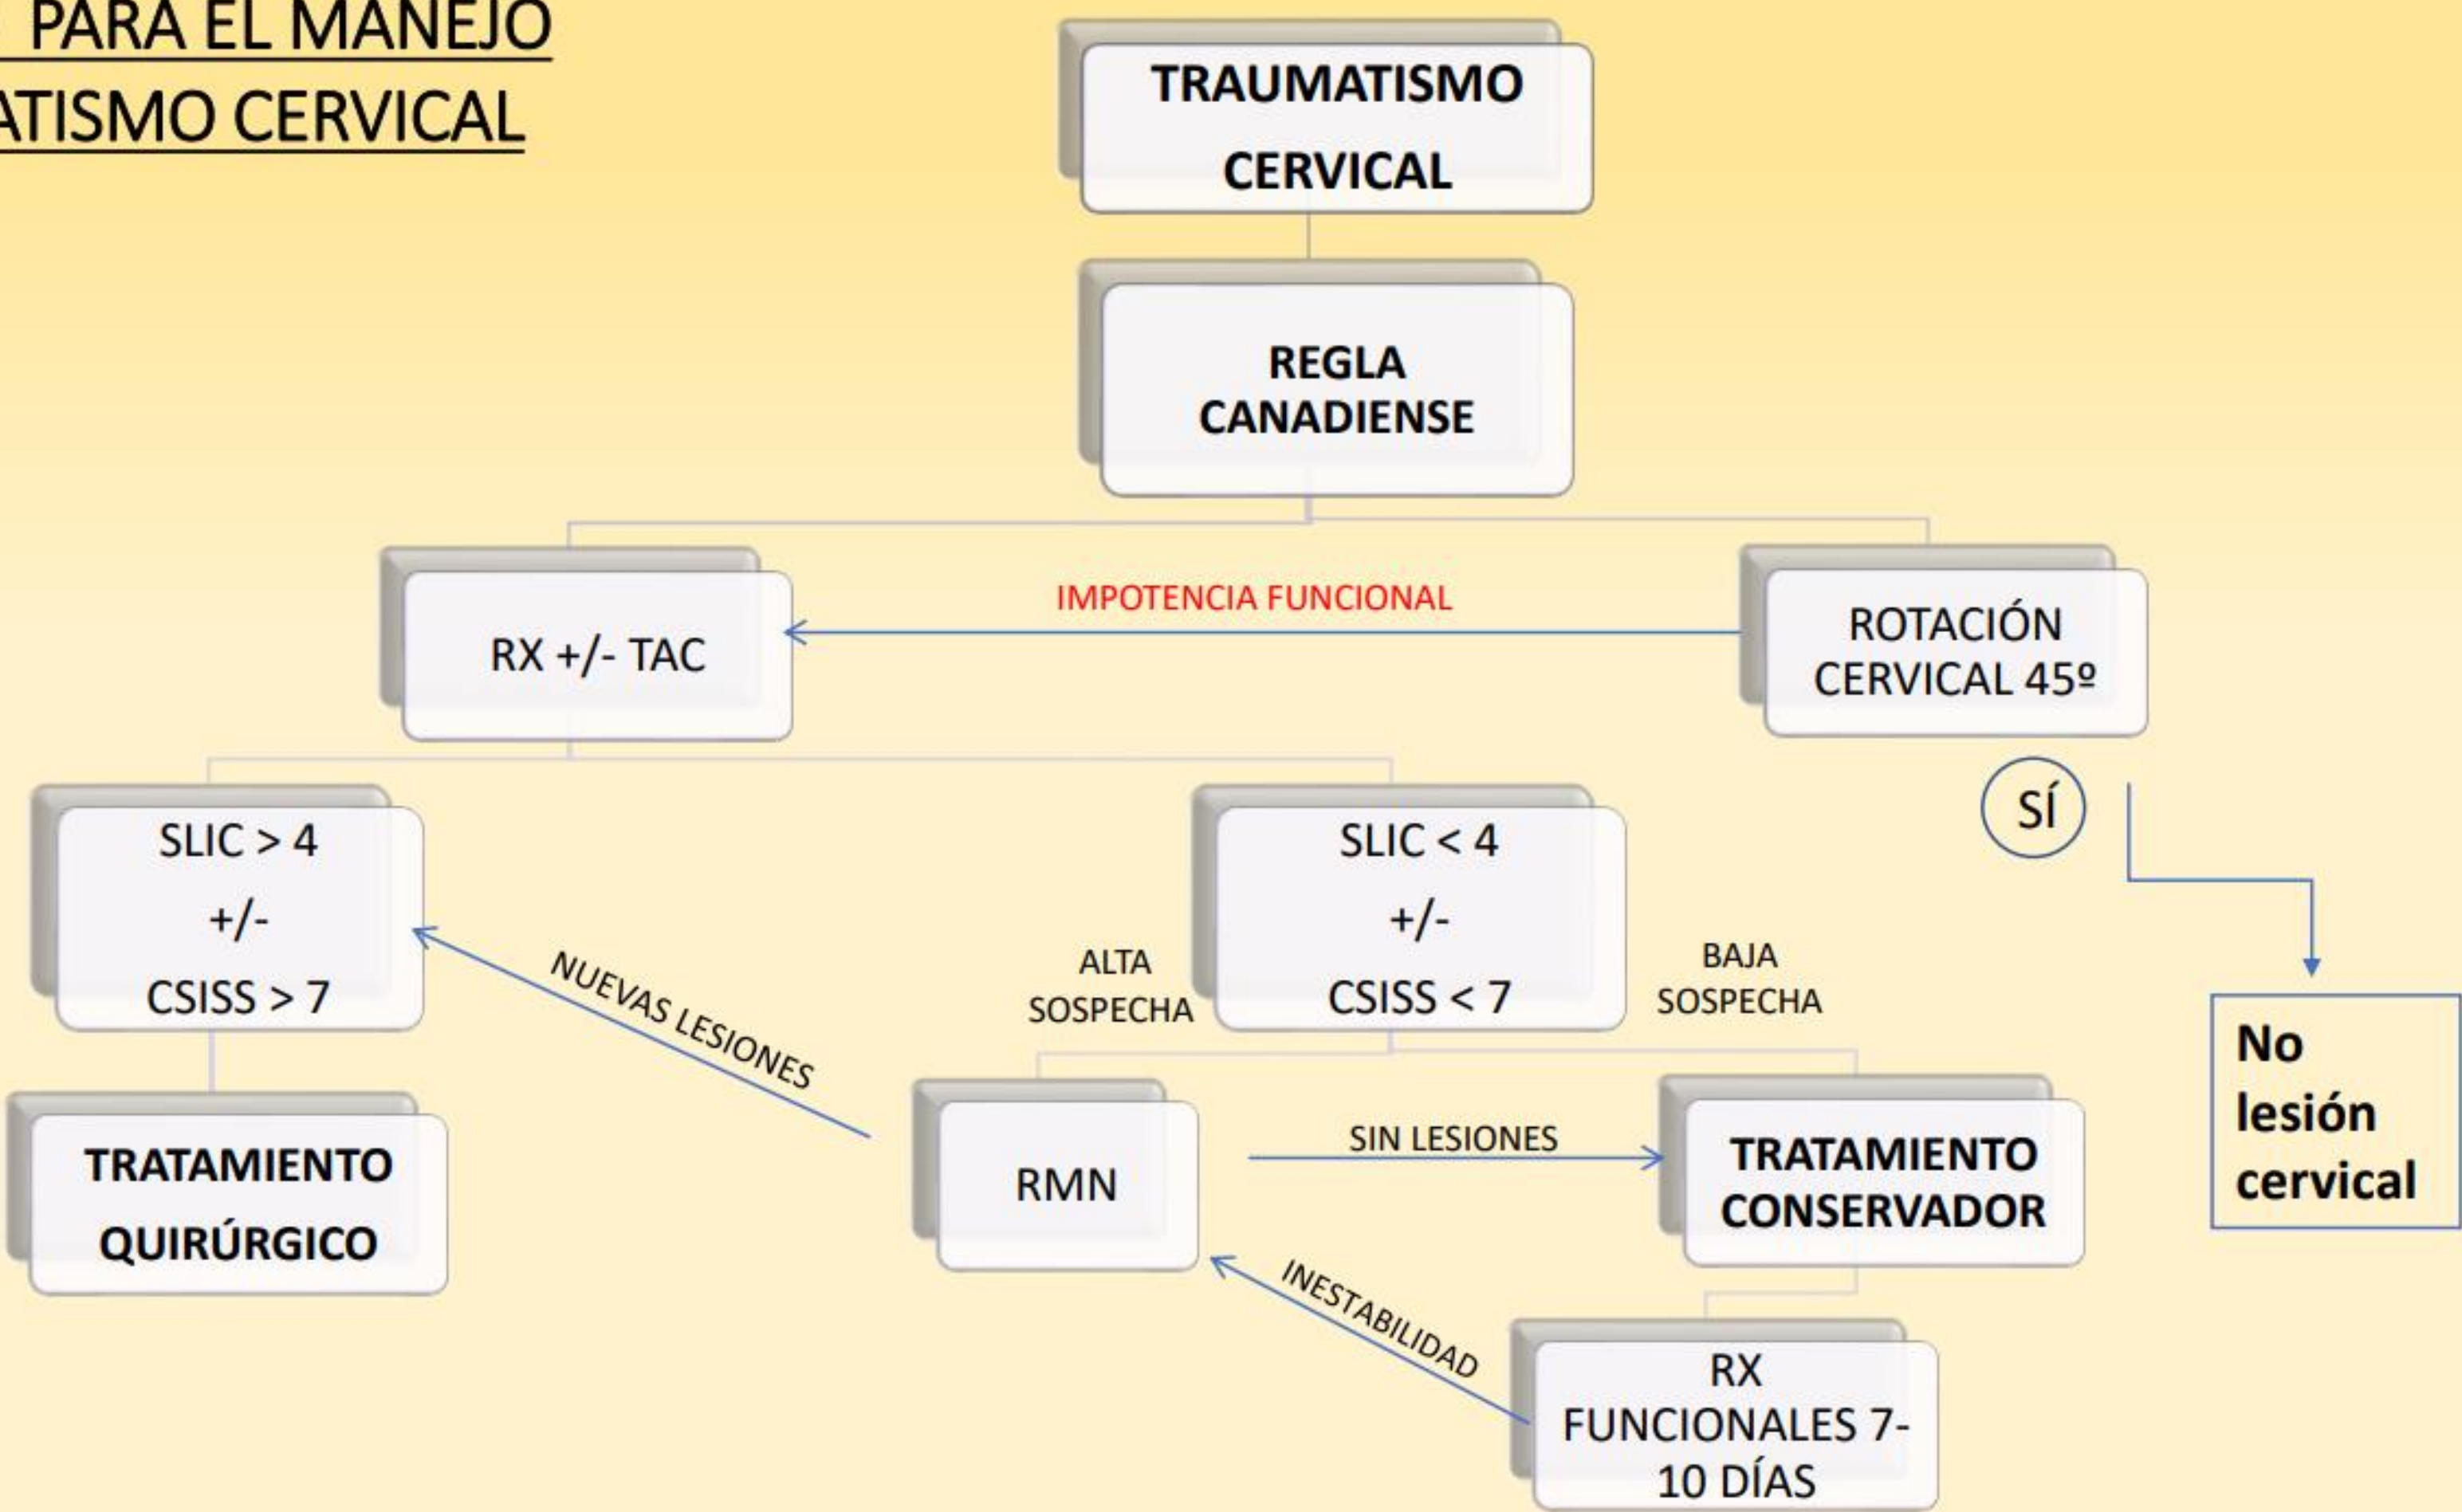 PARA EL MANEJO
CERVICAL
TRAUMATISMO
CERVICAL
REGLA
CANADIENSE
IMPOTENCIA FUNCIONAL
RX +/- TAC
ROTACIÓN
CERVICAL 45º
SÍ
SLIC > 4
+/-
CSISS > 7
SLIC < 4
+/-
CSISS < 7
ALTA
SOSPECHA
BAJA
SOSPECHA
NUEVAS LESIONES
No
lesión
cervical
TRATAMIENTO
QUIRÚRGICO
RMN
SIN LESIONES
TRATAMIENTO
CONSERVADOR
INESTABILIDAD
RX
FUNCIONALES 7-
10 DÍAS